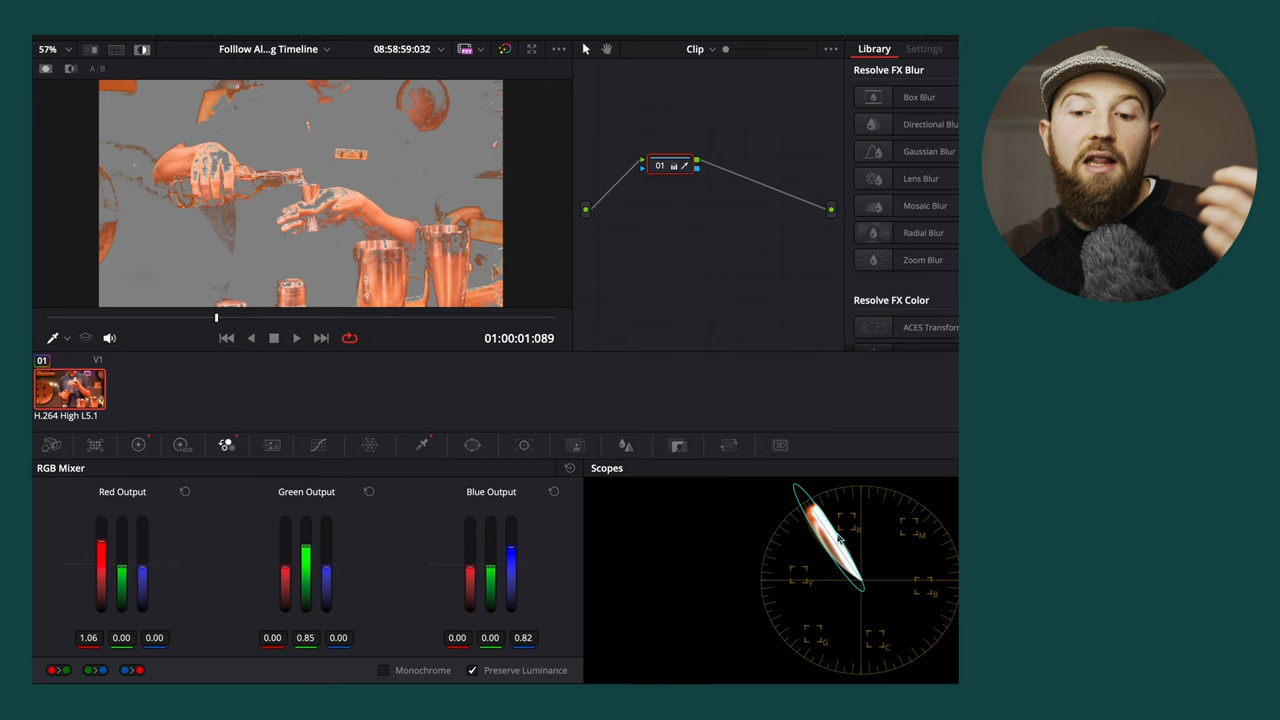 57%
Folllow Al...g Timeline
08:58:59:032
Clip
Library
Settings
A/B
Resolve FX Blur
Box Blur
Directional Blu
Gaussian Blur
Lens Blur
Mosaic Blur
Radial Blur
Zoom Blur
Resolve FX Color
ACES Transfor
01
01:00:01:089
01
V1
H.264 High L5.1
HDR
3D
RGB Mixer
Scopes
Red Output
Green Output
Blue Output
1.06
0.00
0.00
0.00
0.85
0.00
0.00
0.00
0.82
Monochrome
Preserve Luminance
R
M
Y
B
G
C